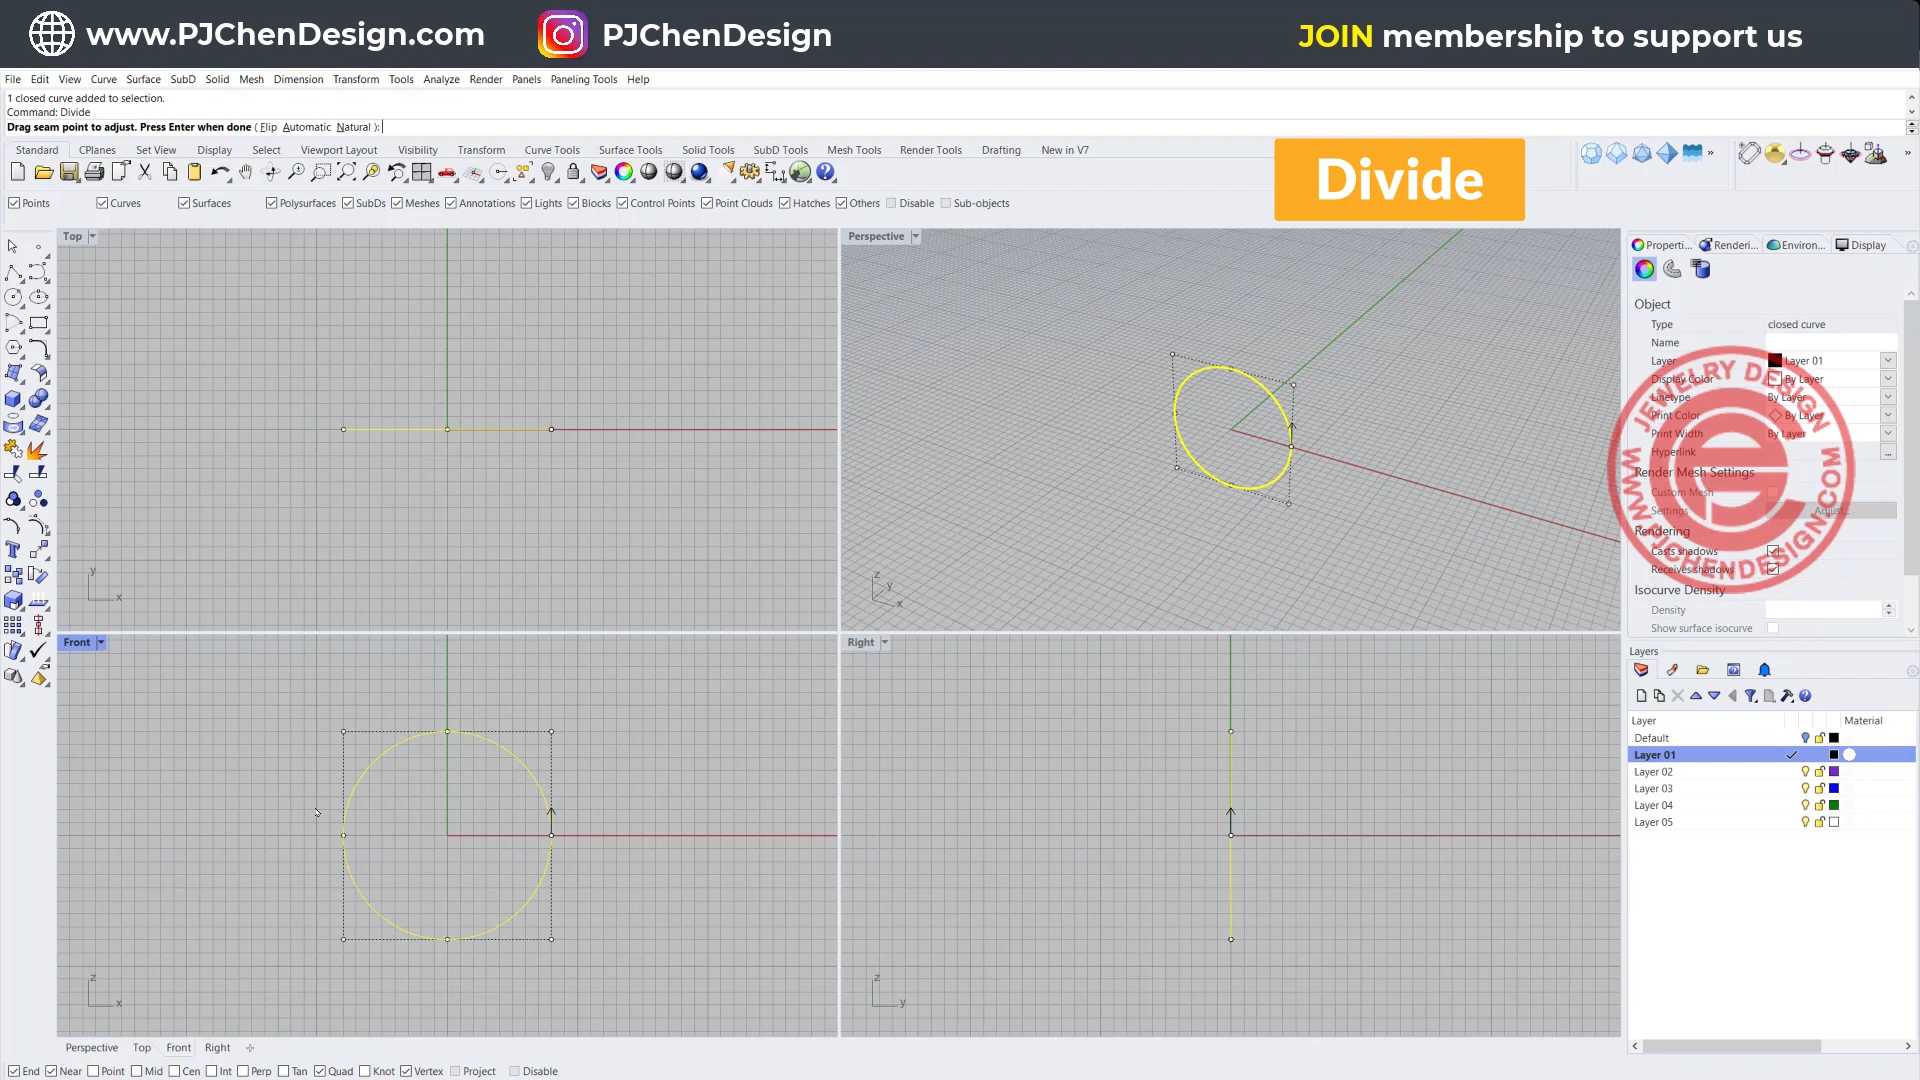 www.PJChenDesign.com
PJChenDesign
JOIN membership to support us
File Edit View Curve Surface SubD Solid Mesh Dimension Transform Tools Analyze Render Panels Paneling Tools Help
1 closed curve added to selection.
Command: Divide
Drag seam point to adjust. Press Enter when done ( Flip Automatic Natural ):
Standard CPlanes Set View Display Select Viewport Layout Visibility Transform Curve Tools Surface Tools Solid Tools SubD Tools Mesh Tools Render Tools Drafting New in V7
Divide
Points Curves Surfaces Polysurfaces SubDs Meshes Annotations Lights Blocks Control Points Point Clouds Hatches Others Disable Sub-objects
Top
Perspective
Properti... Renderi... Environ... Display
Object
Type closed curve
Name
Layer Layer 01
Display Color By Layer
Linetype By Layer
Print Color By Layer
Print Width By Layer
Hyperlink ...
Render Mesh Settings
Custom Mesh
Settings Adjust...
Rendering
Casts shadows
Receives shadows
Isocurve Density
Density
Show surface isocurve
JEWELRY DESIGN
WWW.PJCHENDESIGN.COM
y
x
z
y
x
Front
Right
z
x
z
y
Layers
Layer Material
Default
Layer 01
Layer 02
Layer 03
Layer 04
Layer 05
Perspective Top Front Right
End Near Point Mid Cen Int Perp Tan Quad Knot Vertex Project Disable